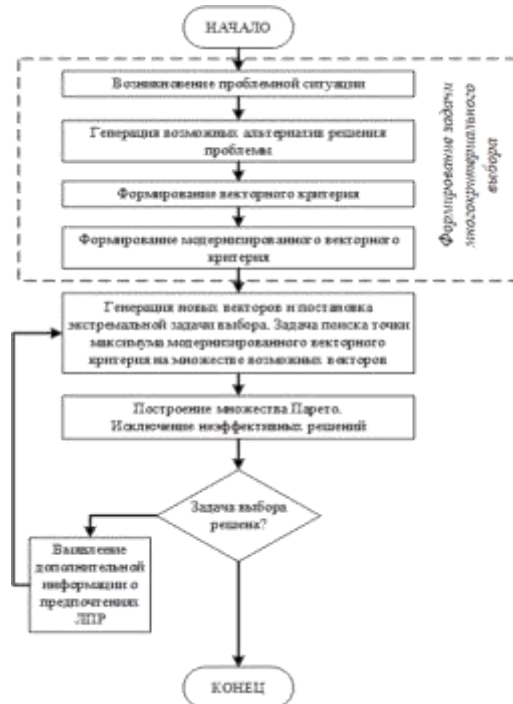 НАЧАЛО
Возникновение проблемной ситуации
Генерация возможных альтернатив решения
проблемы
Формирование векторного критерия
Формирование модернизированного векторного
критерия
Формирование задачи
многокритериального
выбора
Генерация новых векторов и постановка
экстремальной задачи выбора. Задача поиска точки
максимума модернизированного векторного
критерия на множестве возможных векторов
Построение множества Парето.
Исключение неэффективных решений
Задача выбора
решена?
Выявление
дополнительной
информации о
предпочтениях
ЛПР
КОНЕЦ